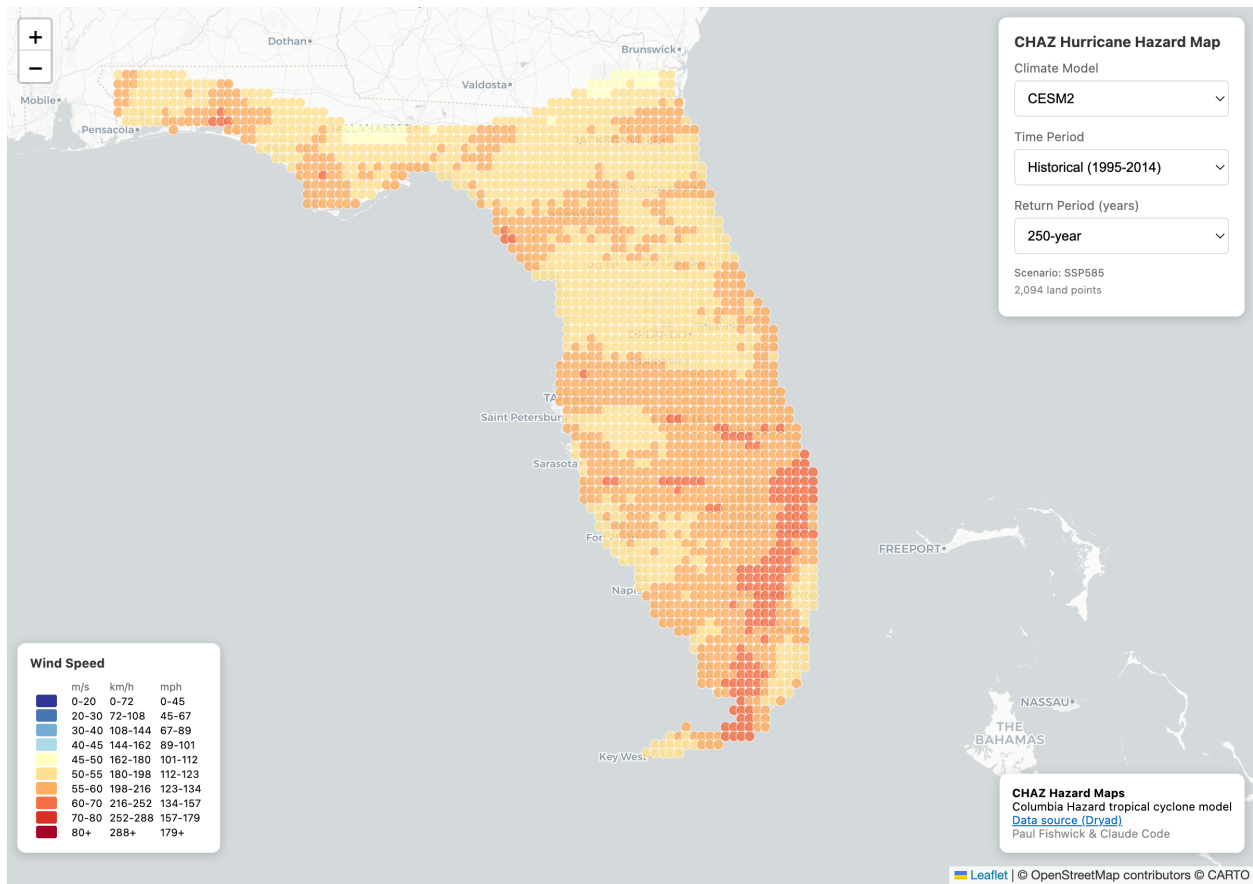 +
−
Dothan
Brunswick
Valdosta
Mobile
Pensacola
Saint Petersbur
Sarasota
FREEPORT
NASSAU
THE
BAHAMAS
Key West
CHAZ Hurricane Hazard Map
Climate Model
CESM2
Time Period
Historical (1995-2014)
Return Period (years)
250-year
Scenario: SSP585
2,094 land points
Wind Speed
m/s km/h mph
0-20 0-72 0-45
20-30 72-108 45-67
30-40 108-144 67-89
40-45 144-162 89-101
45-50 162-180 101-112
50-55 180-198 112-123
55-60 198-216 123-134
60-70 216-252 134-157
70-80 252-288 157-179
80+ 288+ 179+
CHAZ Hazard Maps
Columbia Hazard tropical cyclone model
Data source (Dryad)
Paul Fishwick & Claude Code
Leaflet | © OpenStreetMap contributors © CARTO